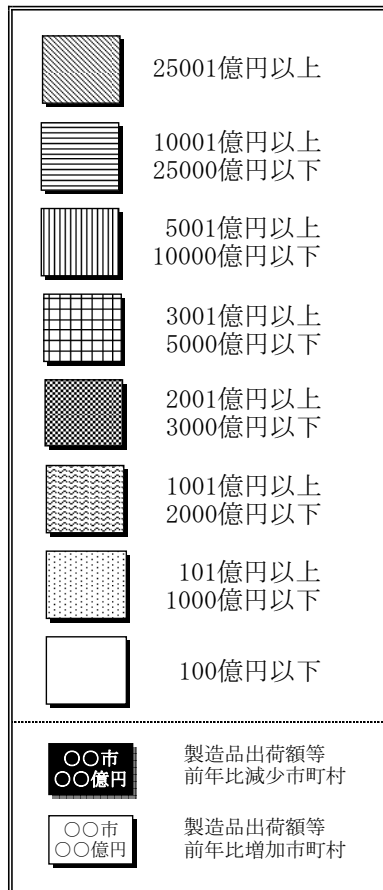 25001億円以上
10001億円以上
25000億円以下
5001億円以上
10000億円以下
3001億円以上
5000億円以下
2001億円以上
3000億円以下
1001億円以上
2000億円以下
101億円以上
1000億円以下
100億円以下
○○市
○○億円
製造品出荷額等
前年比減少市町村
○○市
○○億円
製造品出荷額等
前年比増加市町村